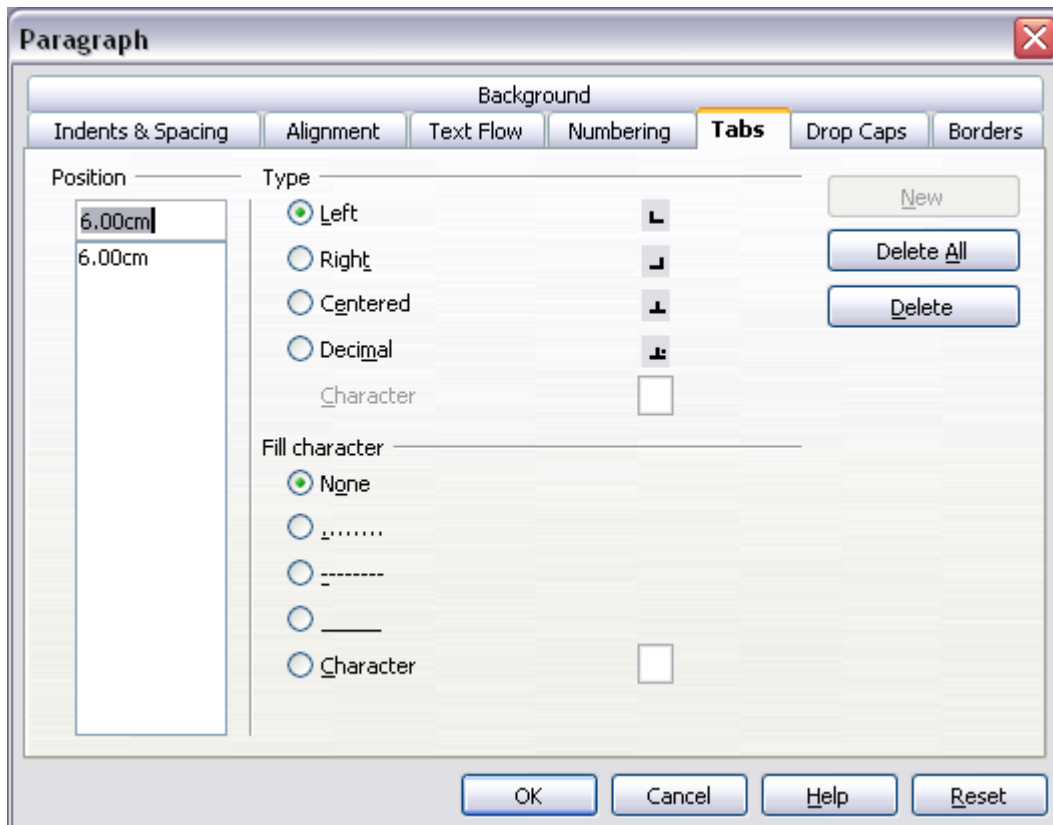 Paragraph
Background
Indents & Spacing Alignment Text Flow Numbering Tabs Drop Caps Borders
Position
6.00cm
6.00cm
Type
Left
Right
Centered
Decimal
Character
Fill character
None
........
--------
______
Character
New
Delete All
Delete
OK Cancel Help Reset